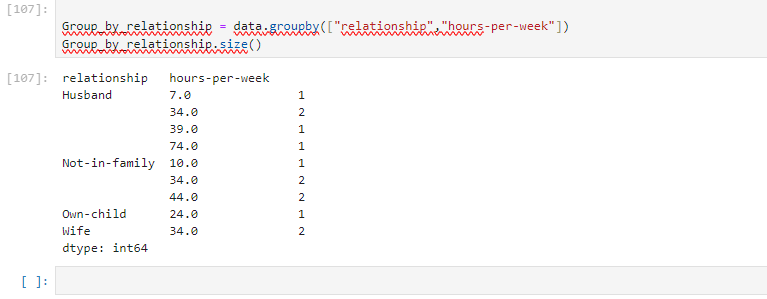 [107]:
Group_by_relationship = data.groupby(["relationship","hours-per-week"])
Group_by_relationship.size()
[107]: relationship hours-per-week
Husband 7.0 1
34.0 2
39.0 1
74.0 1
Not-in-family 10.0 1
34.0 2
44.0 2
Own-child 24.0 1
Wife 34.0 2
dtype: int64
[ ]: